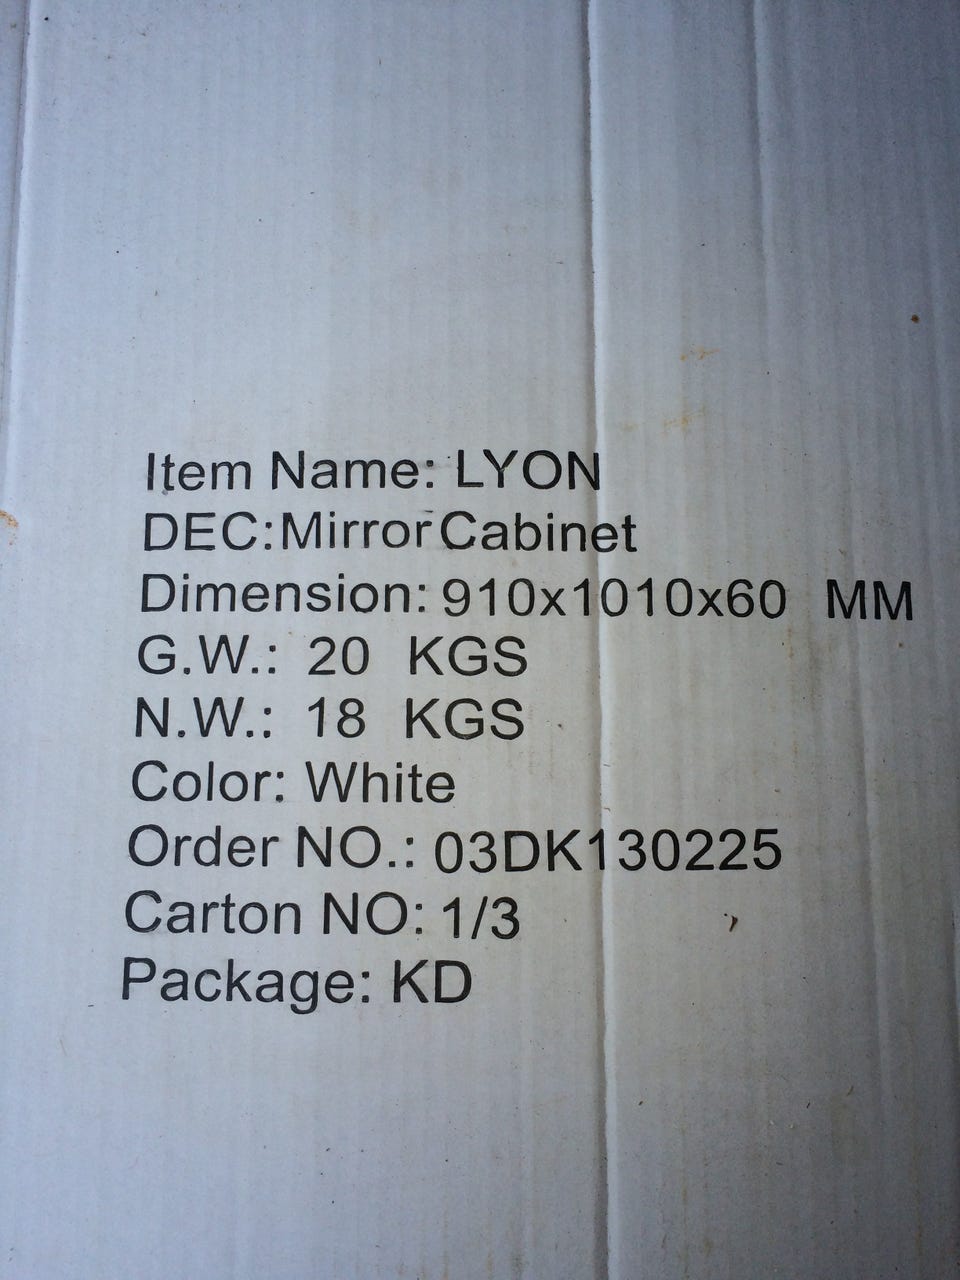 Item Name: LYON
DEC:Mirror Cabinet
Dimension: 910x1010x60 MM
G.W.: 20 KGS
N.W.: 18 KGS
Color: White
Order NO.: 03DK130225
Carton NO: 1/3
Package: KD